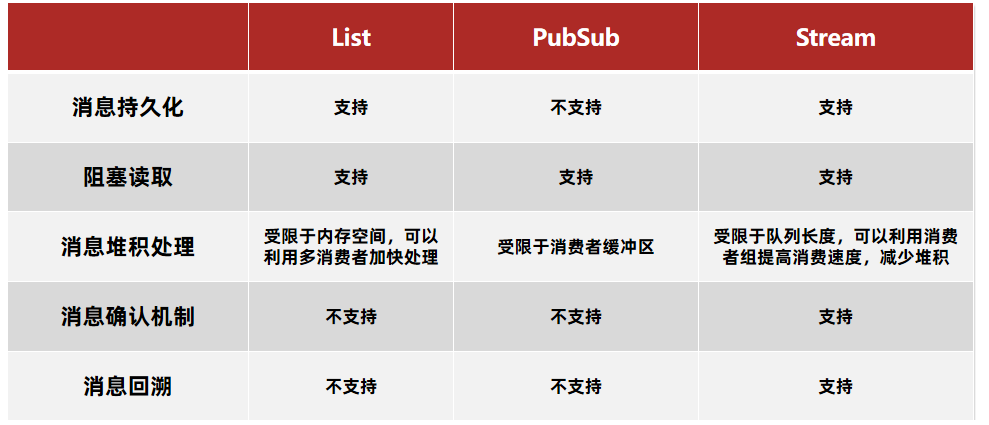 List PubSub Stream
消息持久化 支持 不支持 支持
阻塞读取 支持 支持 支持
消息堆积处理 受限于内存空间，可以 受限于消费者缓冲区 受限于队列长度，可以利用消费
利用多消费者加快处理 者组提高消费速度，减少堆积
消息确认机制 不支持 不支持 支持
消息回溯 不支持 不支持 支持